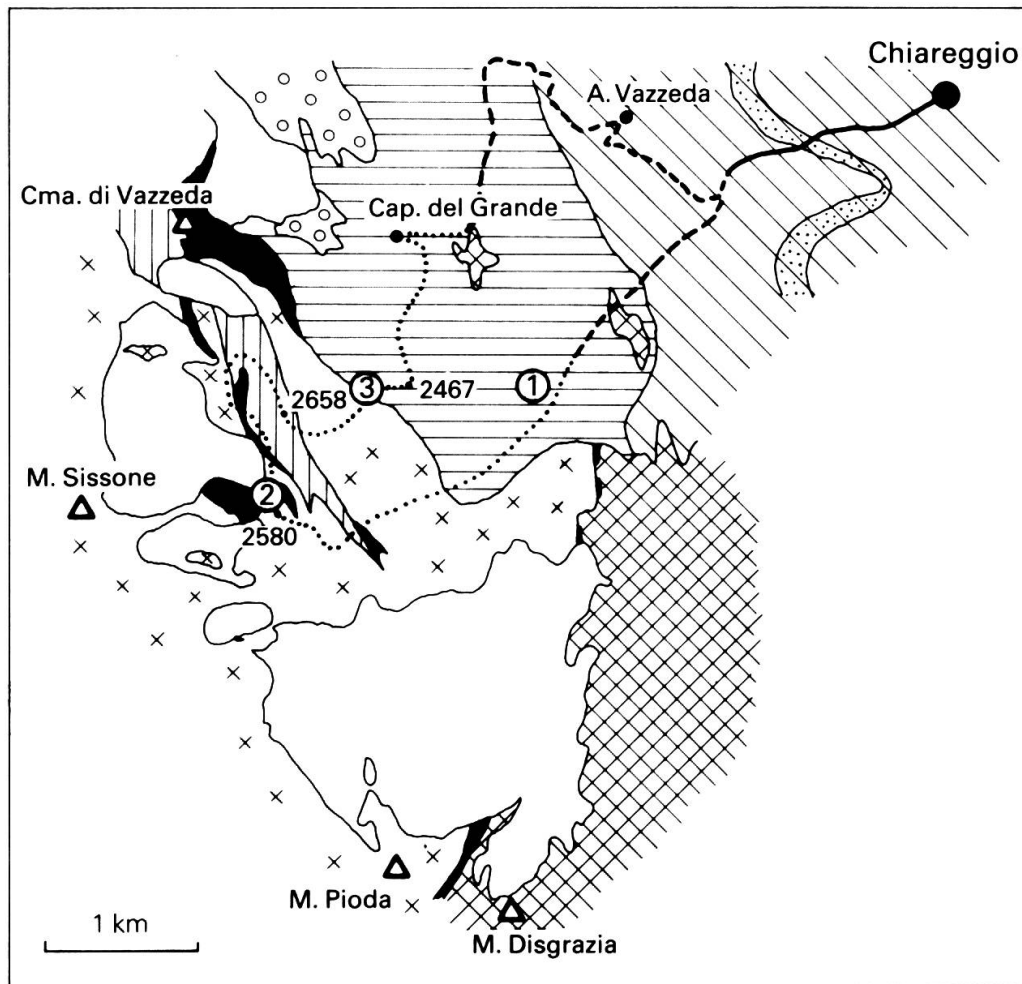 Chiareggio
A. Vazzeda
Cma. di Vazzeda
Cap. del Grande
3
2467
1
2658
M. Sissone
2
2580
M. Pioda
1 km
M. Disgrazia